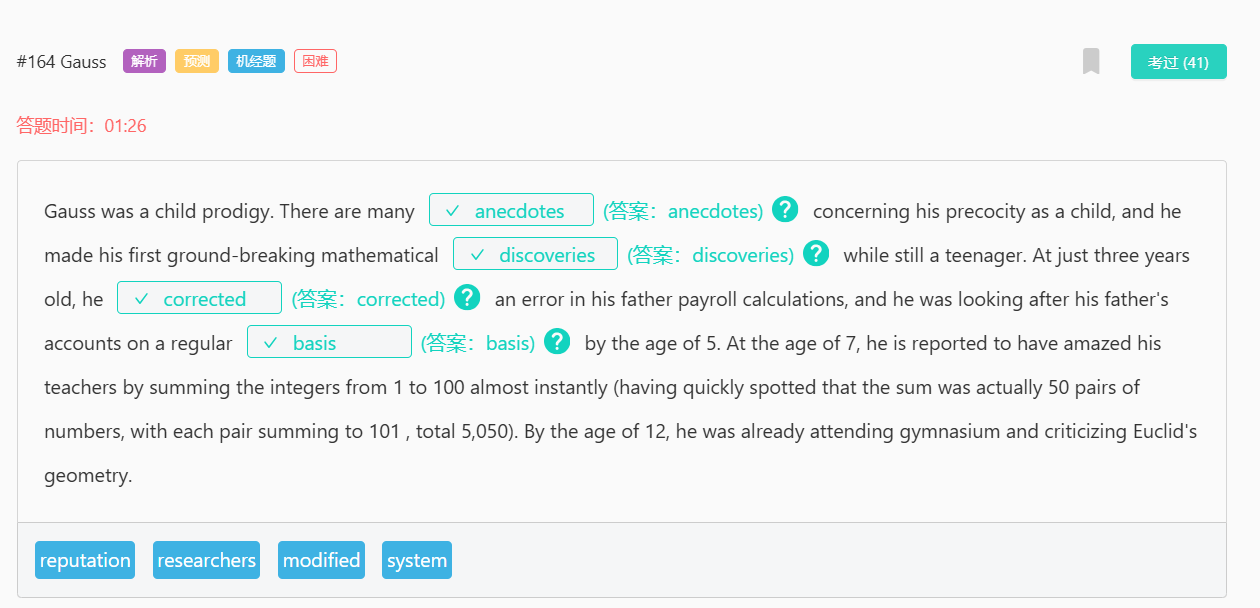 #164 Gauss 解析 预测 机经题 困难 考过 (41)
答题时间：01:26
Gauss was a child prodigy. There are many ✓ anecdotes (答案：anecdotes) ? concerning his precocity as a child, and he
made his first ground-breaking mathematical ✓ discoveries (答案：discoveries) ? while still a teenager. At just three years
old, he ✓ corrected (答案：corrected) ? an error in his father payroll calculations, and he was looking after his father's
accounts on a regular ✓ basis (答案：basis) ? by the age of 5. At the age of 7, he is reported to have amazed his
teachers by summing the integers from 1 to 100 almost instantly (having quickly spotted that the sum was actually 50 pairs of
numbers, with each pair summing to 101 , total 5,050). By the age of 12, he was already attending gymnasium and criticizing Euclid's
geometry.
reputation researchers modified system